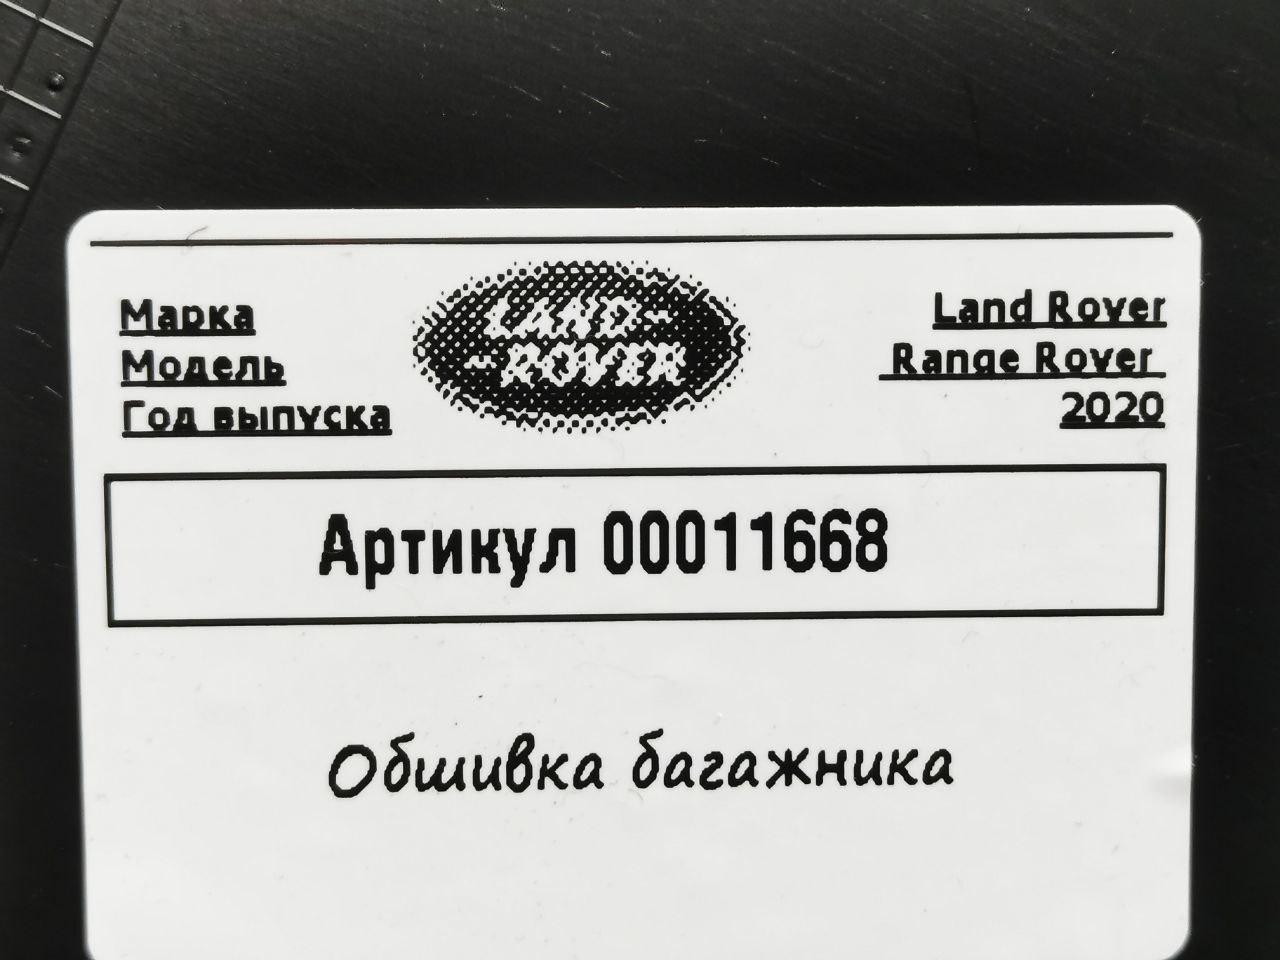 Марка
Модель
Год выпуска
LAND-
-ROVER
Land Rover
Range Rover
2020
Артикул 00011668
Обшивка багажника